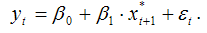 y_t = β_0 + β_1 · x*_{t+1} + ε_t .